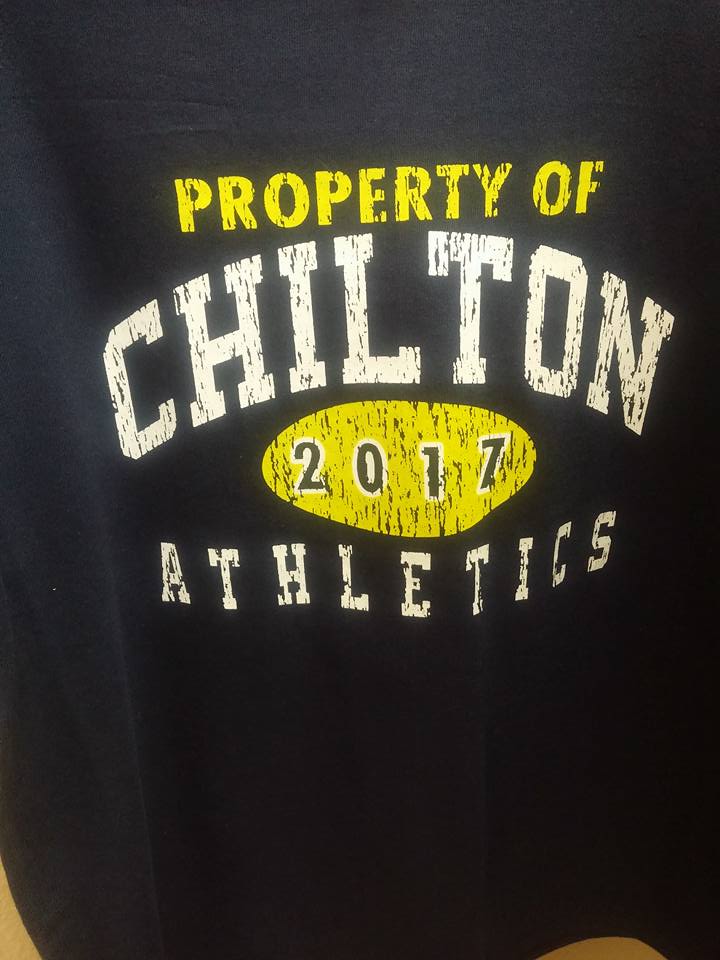 PROPERTY OF
CHILTON
2017
ATHLETICS